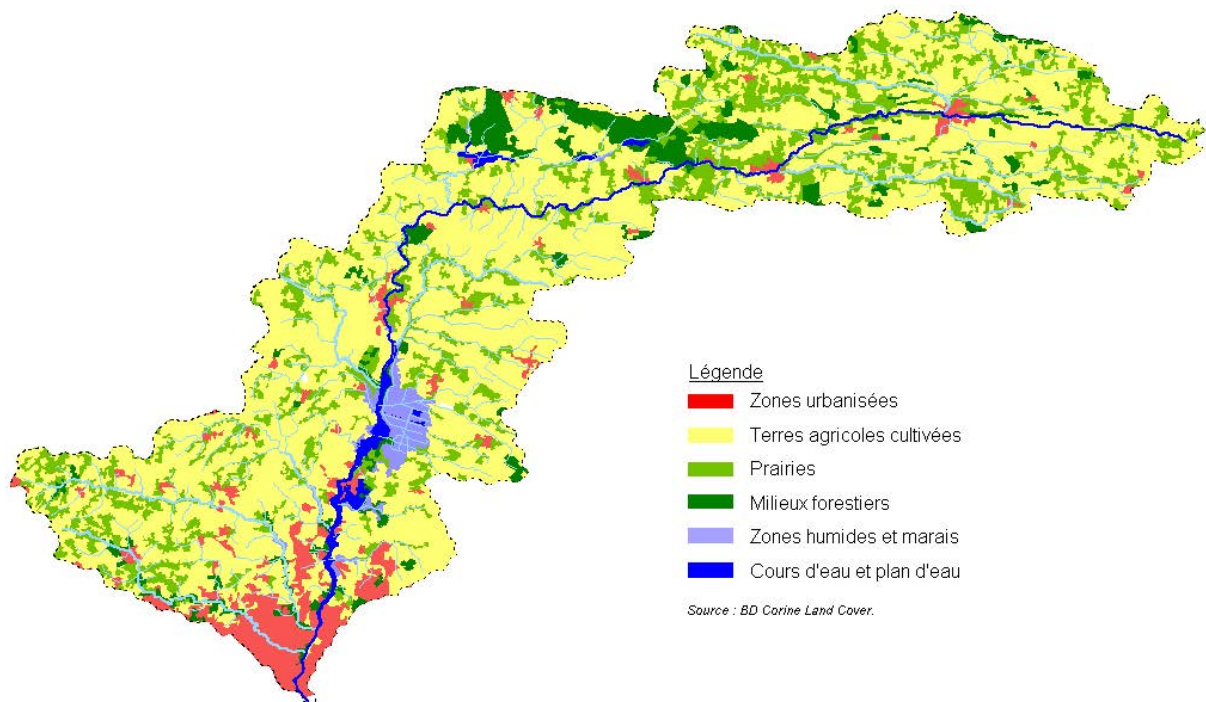 Légende
Zones urbanisées
Terres agricoles cultivées
Prairies
Milieux forestiers
Zones humides et marais
Cours d'eau et plan d'eau
Source : BD Corine Land Cover.